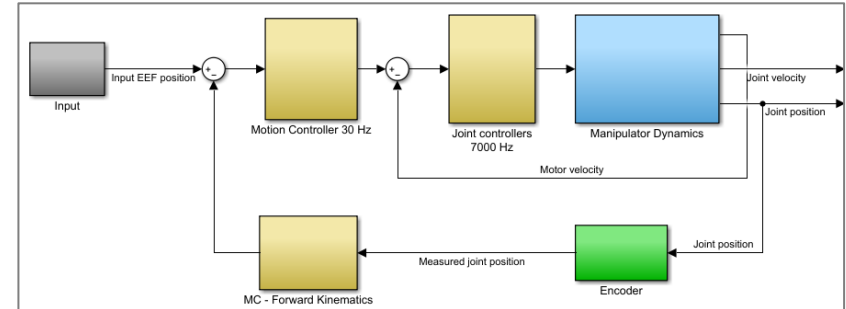 Input EEF position
Input
+
-
Motion Controller 30 Hz
+
-
Joint controllers
7000 Hz
Manipulator Dynamics
Joint velocity
Joint position
Motor velocity
Joint position
Measured joint position
Encoder
MC - Forward Kinematics